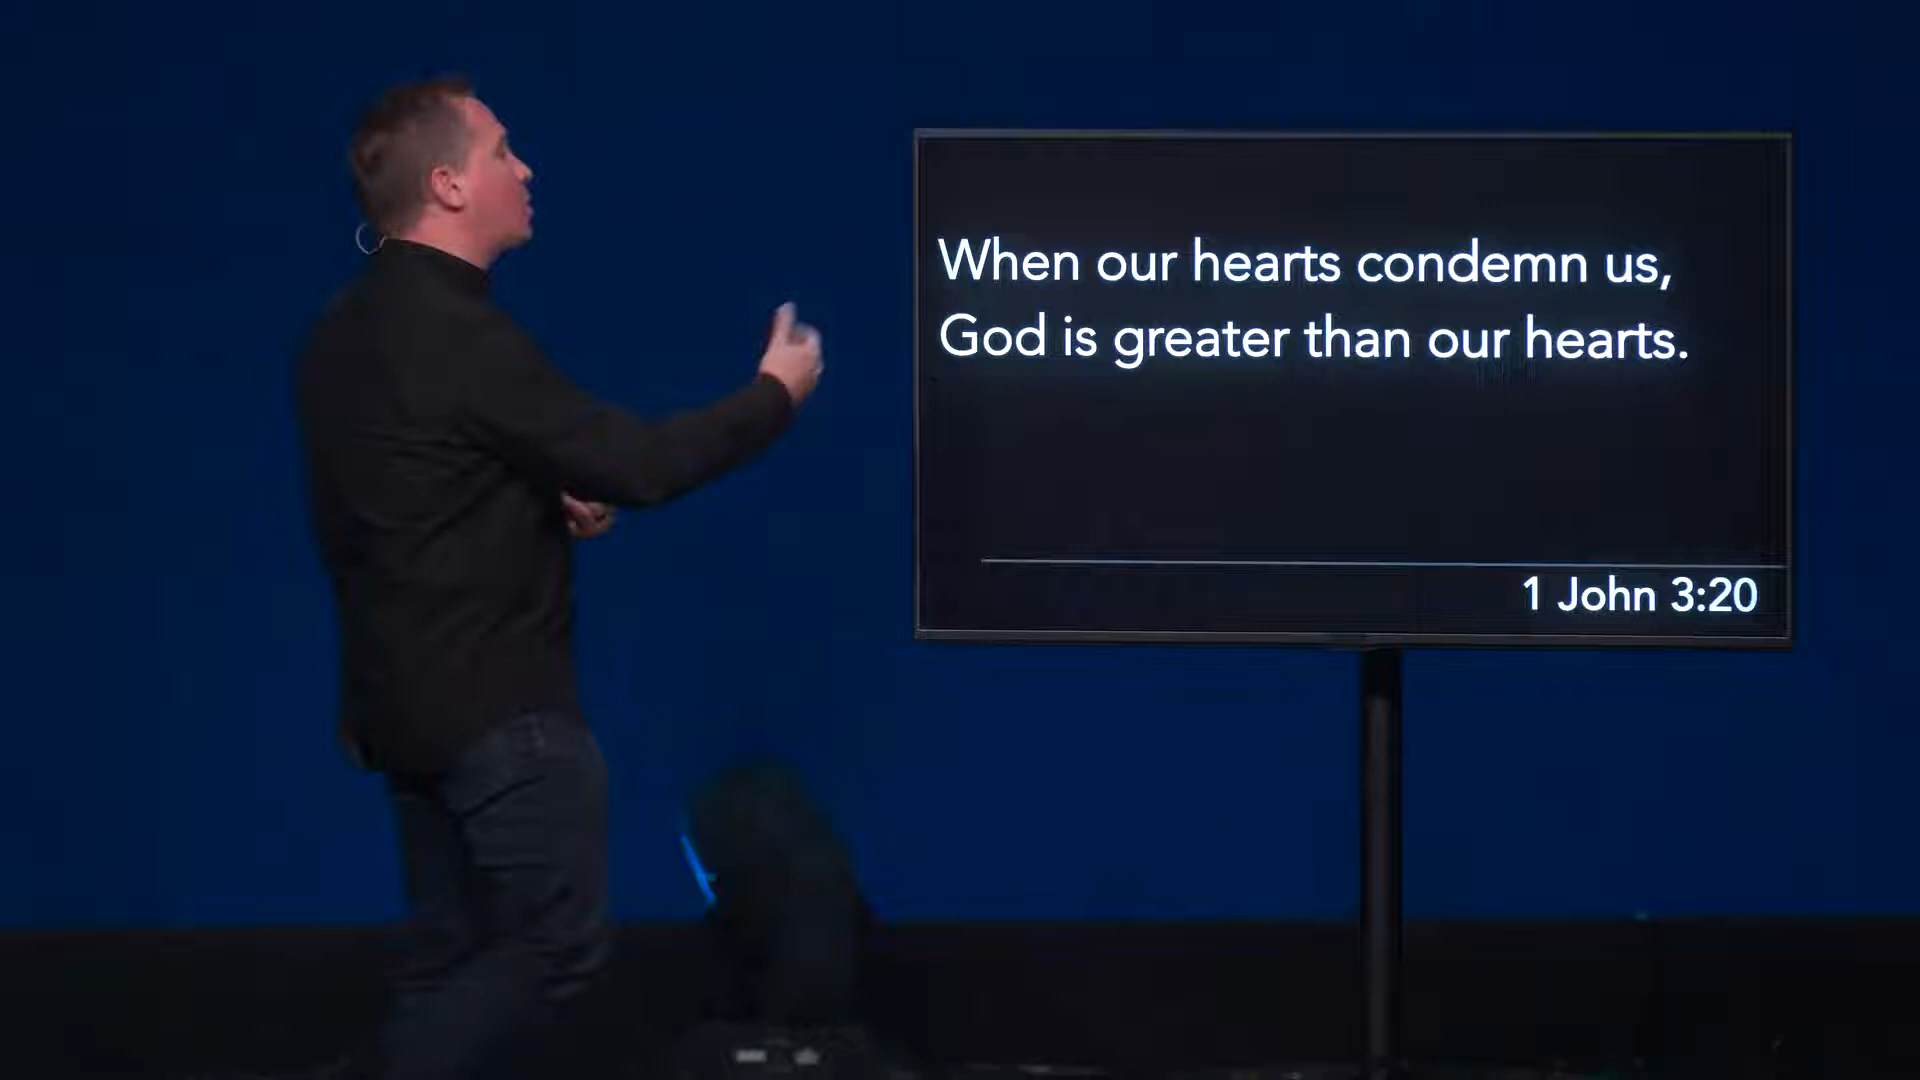 When our hearts condemn us,
God is greater than our hearts.
1 John 3:20